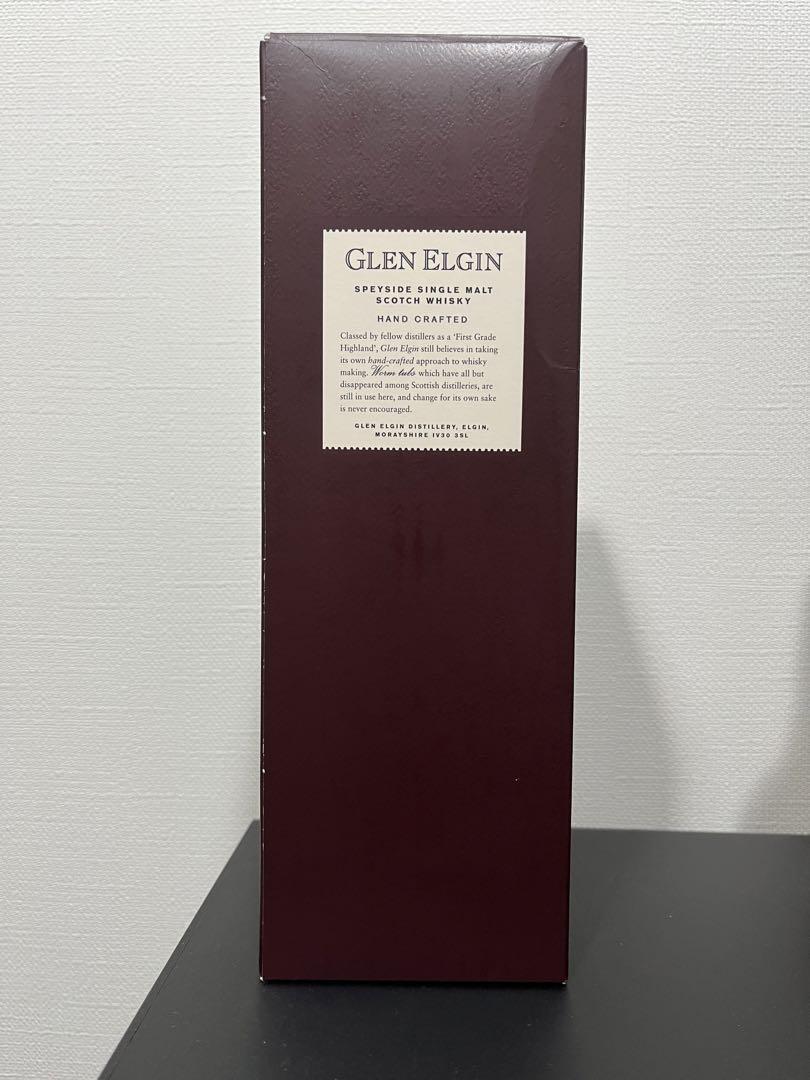 GLEN ELGIN
SPEYSIDE SINGLE MALT
SCOTCH WHISKY
HAND CRAFTED
Classed by fellow distillers as a ‘First Grade
Highland’, Glen Elgin still believes in taking
its own hand-crafted approach to whisky
making. Worm tubs which have all but
disappeared among Scottish distilleries, are
still in use here, and change for its own sake
is never encouraged.
GLEN ELGIN DISTILLERY, ELGIN,
MORAYSHIRE IV30 3SL